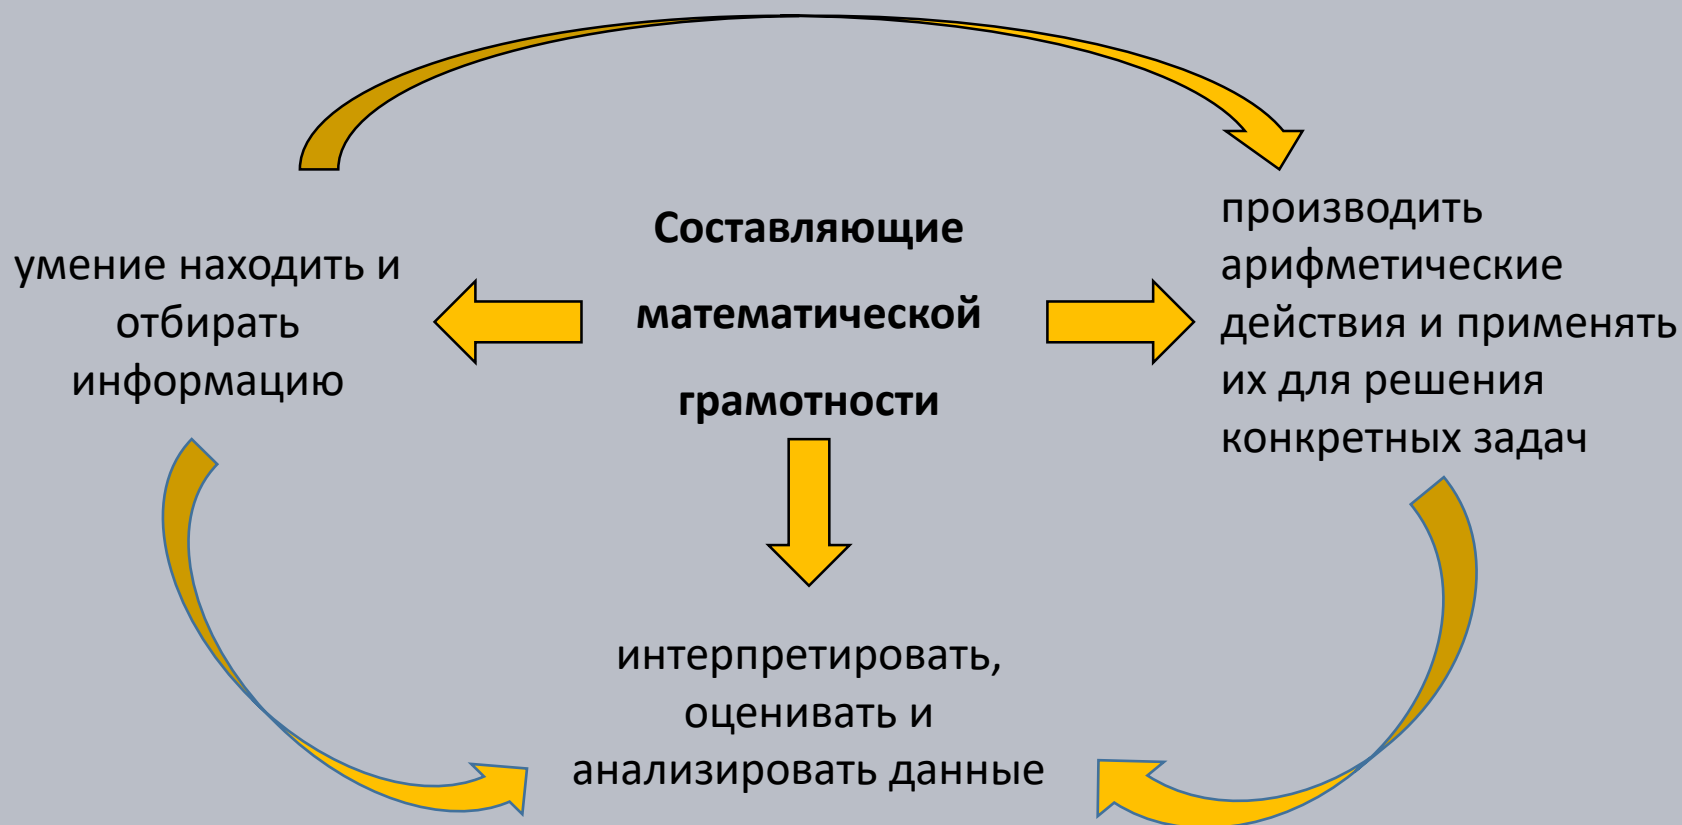 Составляющие
математической
грамотности
умение находить и
отбирать
информацию
производить
арифметические
действия и применять
их для решения
конкретных задач
интерпретировать,
оценивать и
анализировать данные